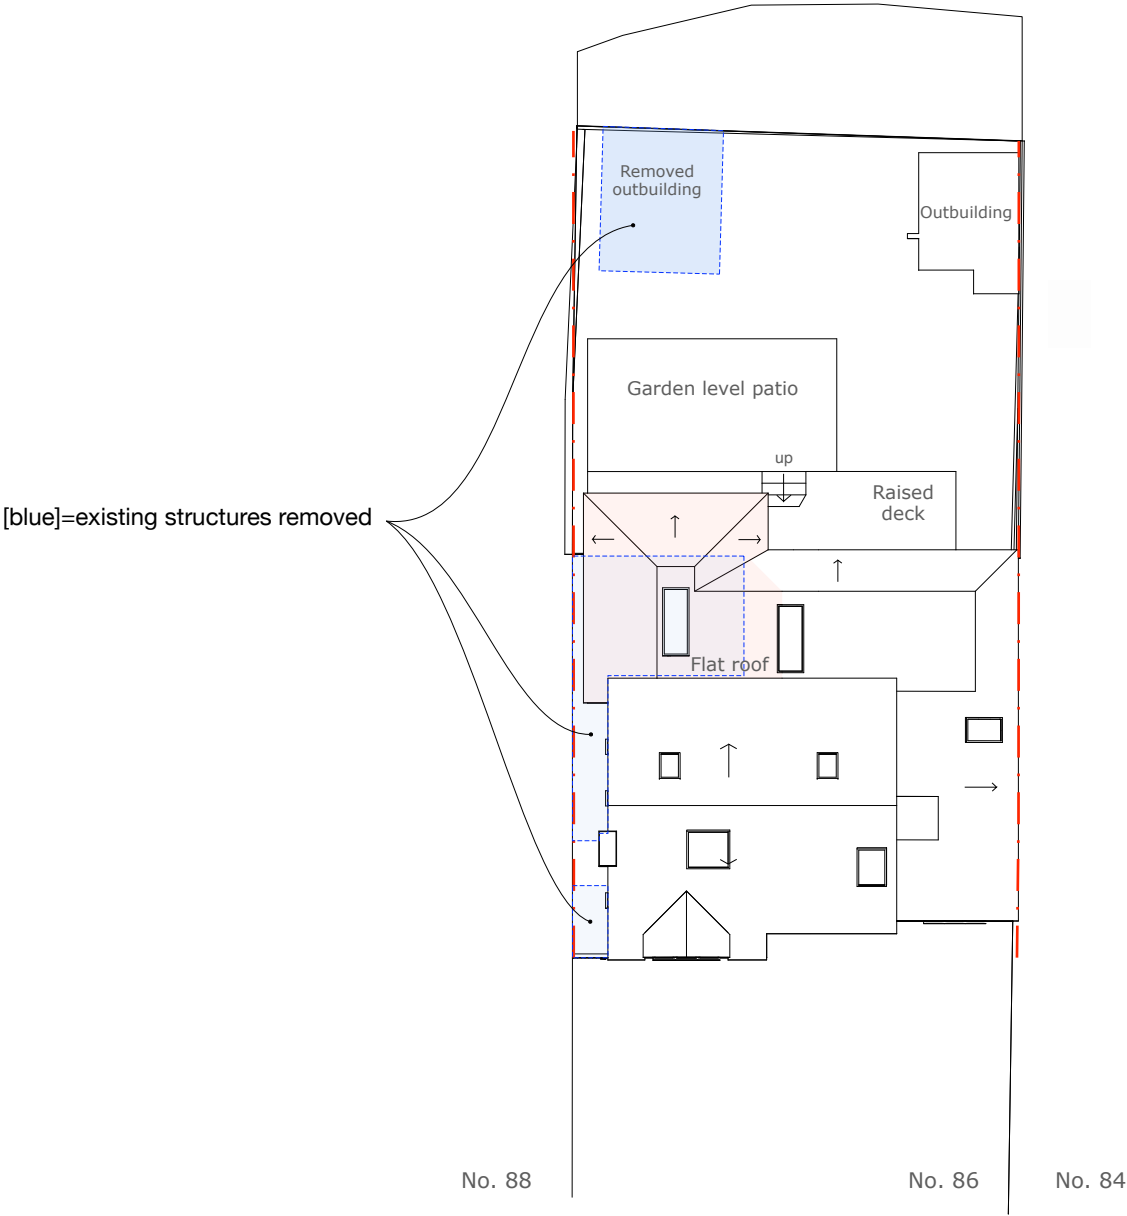 Removed
outbuilding
Outbuilding
Garden level patio
up
Raised
deck
[blue]=existing structures removed
Flat roof
No. 88
No. 86
No. 84